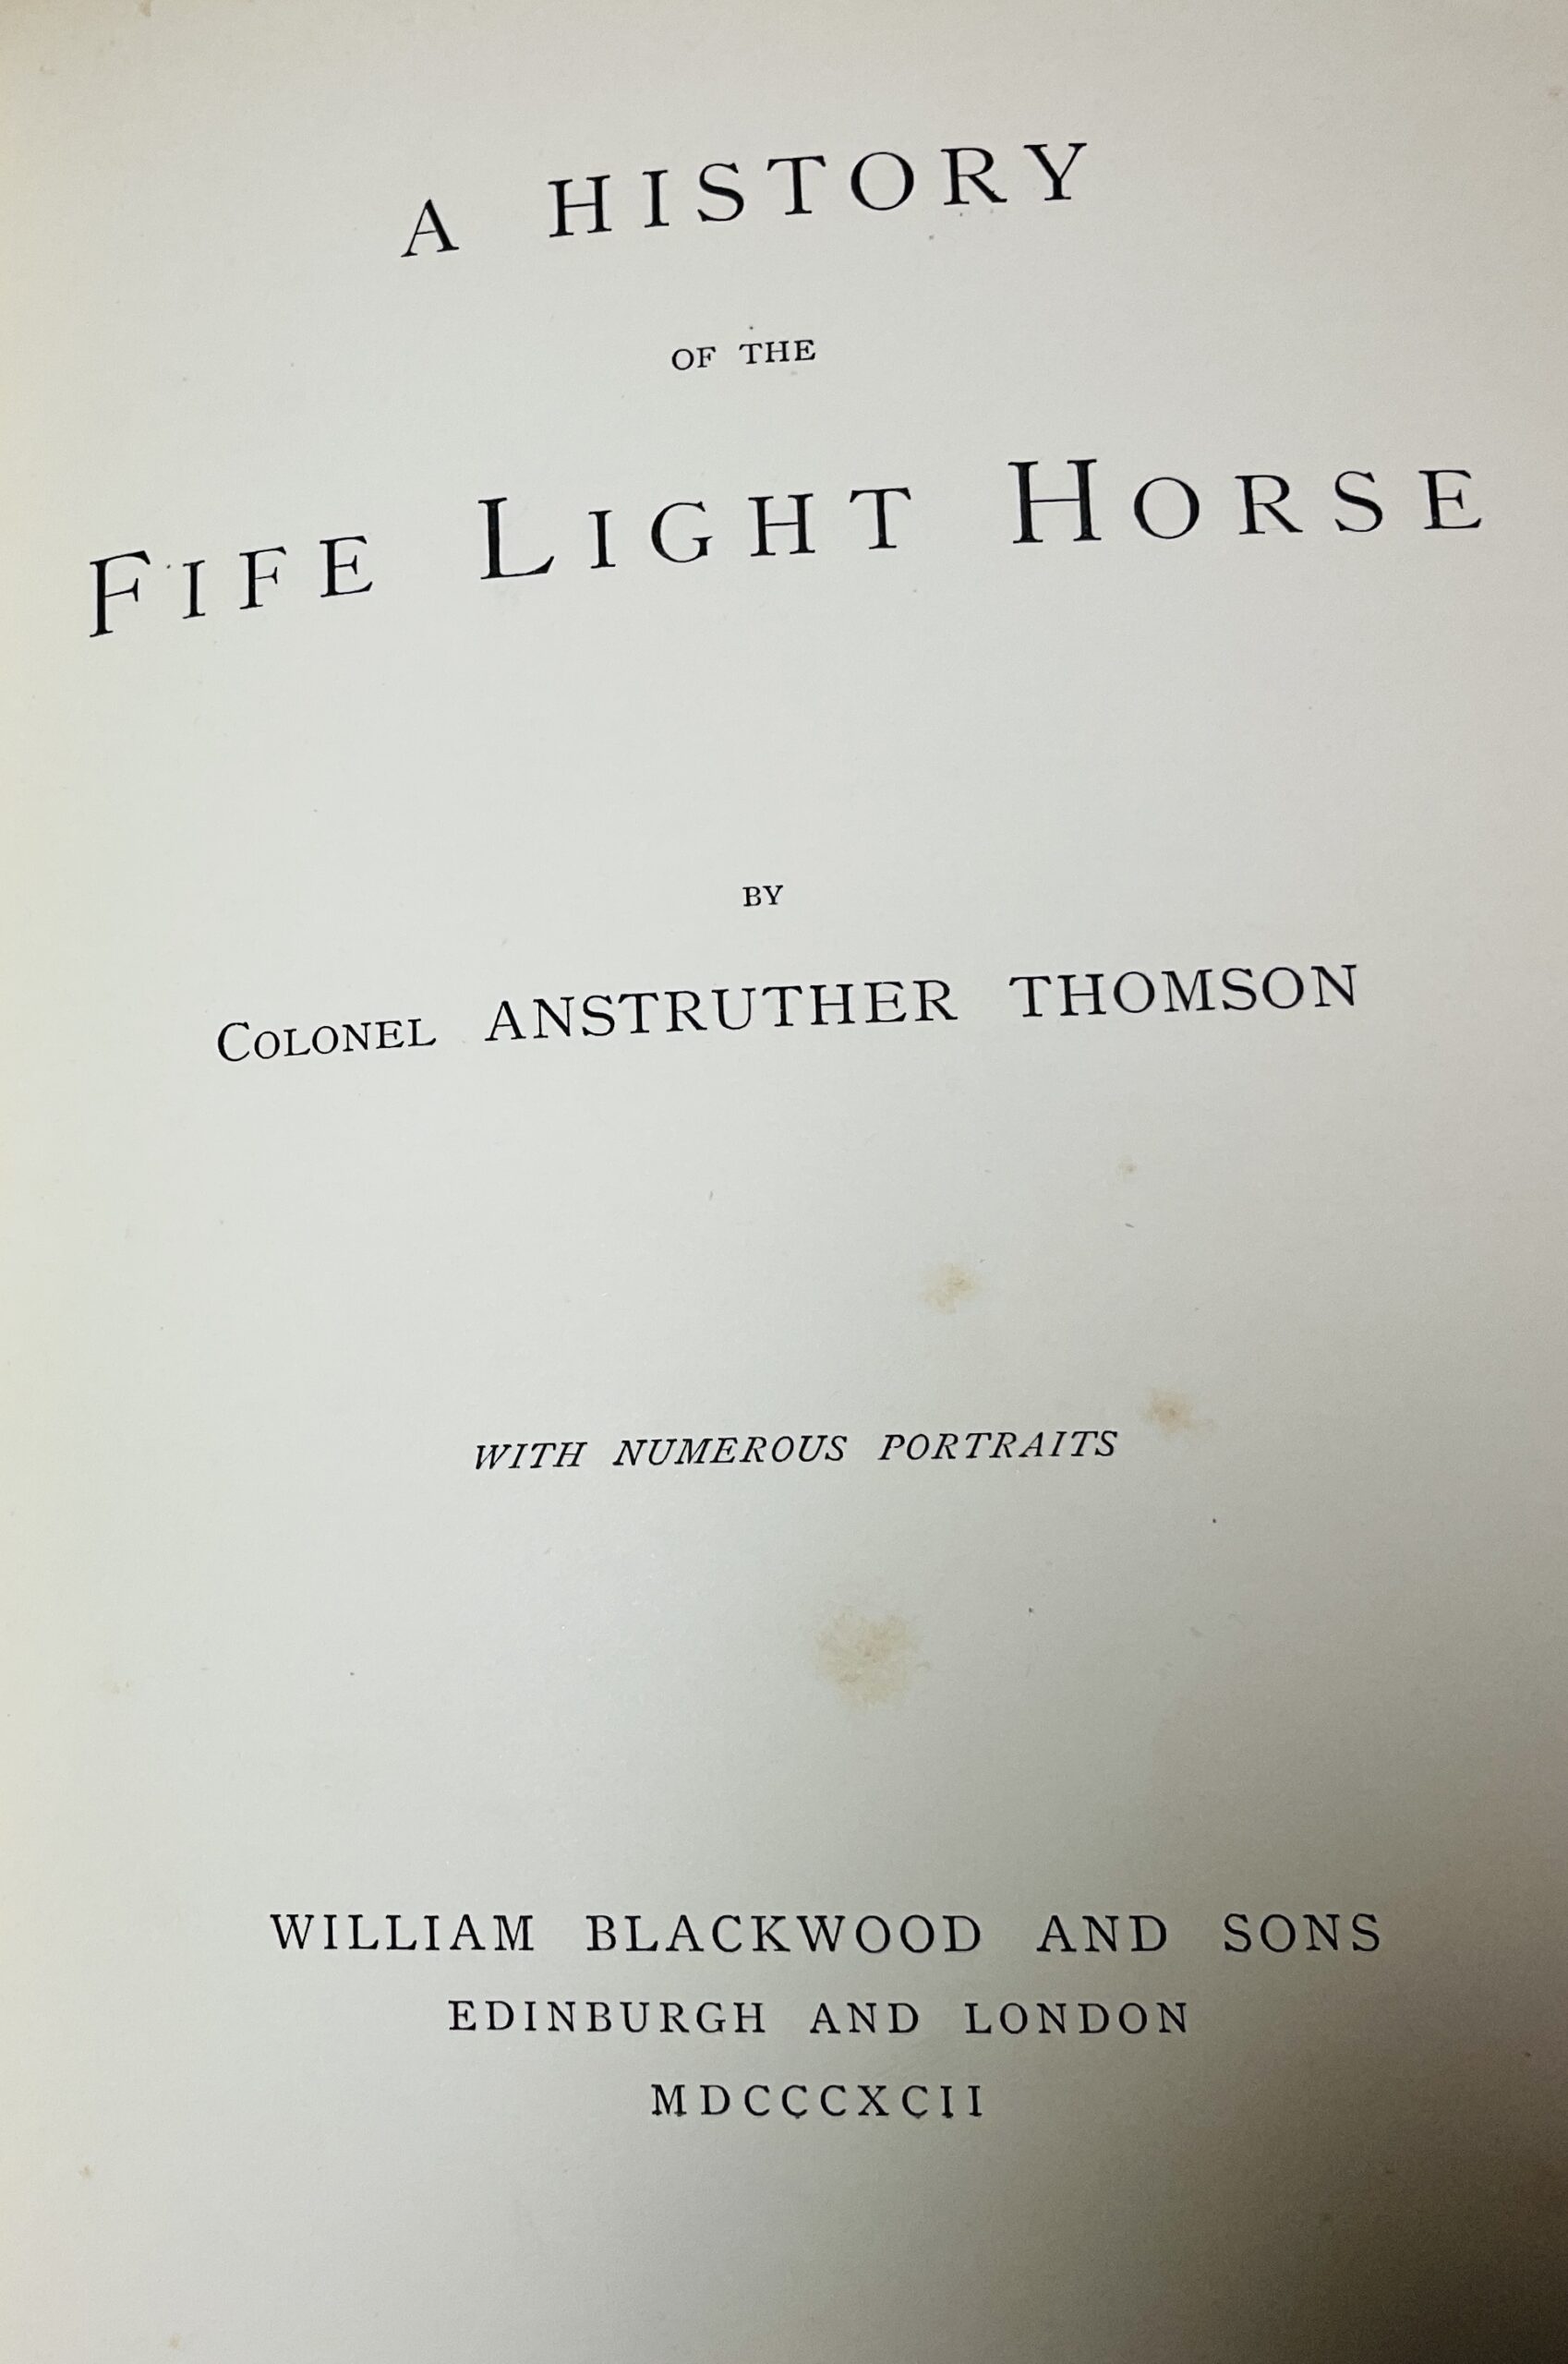 A HISTORY
OF THE
FIFE LIGHT HORSE
BY
COLONEL ANSTRUTHER THOMSON
WITH NUMEROUS PORTRAITS
WILLIAM BLACKWOOD AND SONS
EDINBURGH AND LONDON
MDCCCXCII